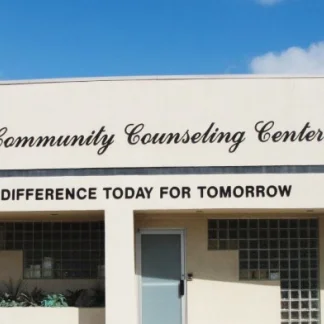 Community Counseling Center
DIFFERENCE TODAY FOR TOMORROW